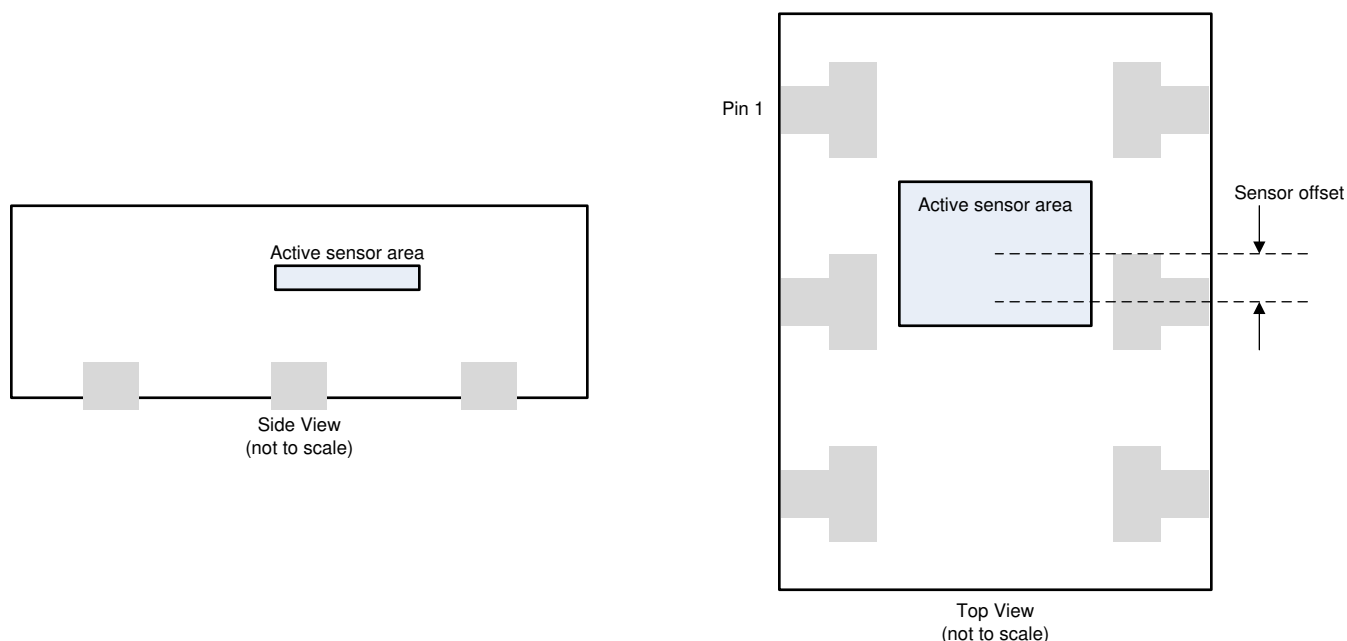 Active sensor area
Side View
(not to scale)
Pin 1
Active sensor area
Sensor offset
Top View
(not to scale)